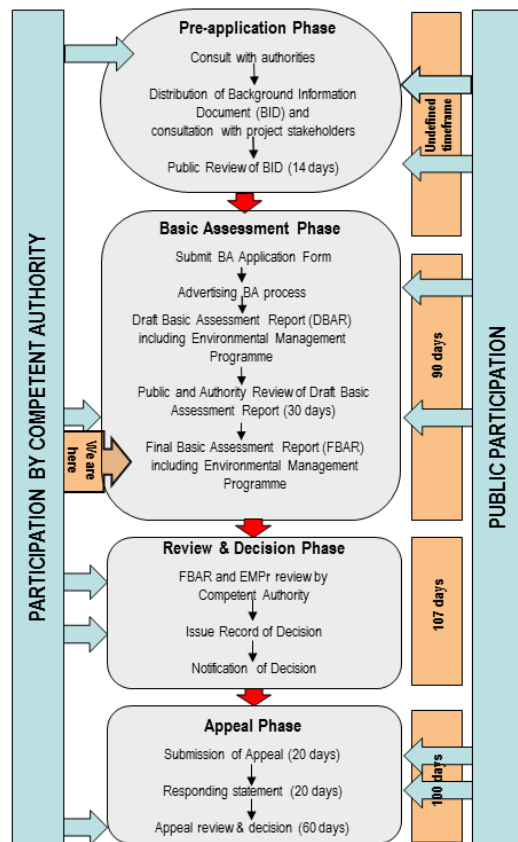 Pre-application Phase
Consult with authorities
Distribution of Background Information
Document (BID) and
consultation with project stakeholders
Public Review of BID (14 days)
Undefined
timeframe
Basic Assessment Phase
Submit BA Application Form
Advertising BA process
Draft Basic Assessment Report (DBAR)
including Environmental Management
Programme
Public and Authority Review of Draft Basic
Assessment Report (30 days)
Final Basic Assessment Report (FBAR)
including Environmental Management
Programme
We are
here
90 days
Review & Decision Phase
FBAR and EMPr review by
Competent Authority
Issue Record of Decision
Notification of Decision
107 days
Appeal Phase
Submission of Appeal (20 days)
Responding statement (20 days)
Appeal review & decision (60 days)
100 days
PARTICIPATION BY COMPETENT AUTHORITY
PUBLIC PARTICIPATION